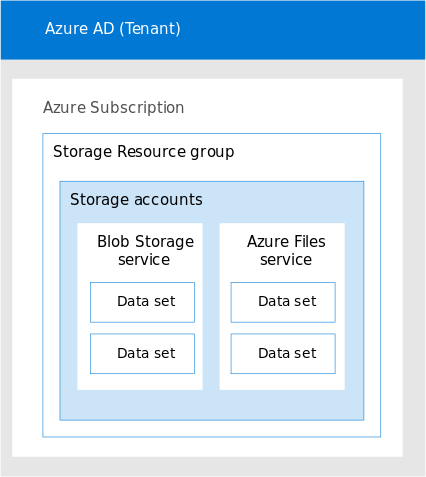 Azure AD (Tenant)
Azure Subscription
Storage Resource group
Storage accounts
Blob Storage
service
Data set
Data set
Azure Files
service
Data set
Data set